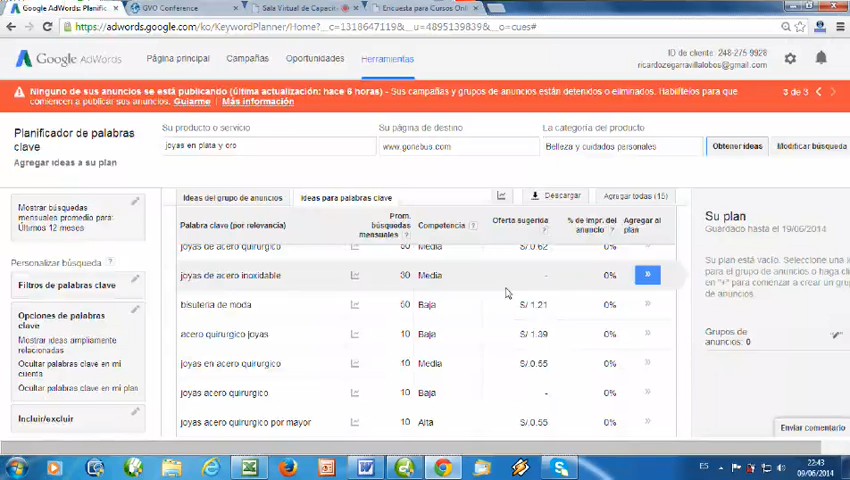 Google AdWords: Planific
GVO Conference
Sala Virtual de Capacit
Encuesta para Cursos Onl
https://adwords.google.com/ko/KeywordPlanner/Home?__c=1318647119&__u=4895139839&__o=cues#
Google AdWords
Página principal
Campañas
Oportunidades
Herramientas
ID de cliente: 248-275 9928
ricardozegarravillalobos@gmail.com
Ninguno de sus anuncios se está publicando (última actualización: hace 6 horas) - Sus campañas y grupos de anuncios están detenidos o eliminados. Habilítelos para que
comiencen a publicar sus anuncios. Guiarme Más información
3 de 3
Planificador de palabras
clave
Agregar ideas a su plan
Su producto o servicio
joyas en plata y oro
Su página de destino
www.gonebus.com
La categoría del producto
Belleza y cuidados personales
Obtener ideas
Modificar búsqueda
Mostrar búsquedas
mensuales promedio para:
Últimos 12 meses
Personalizar búsqueda ?
Filtros de palabras clave
Opciones de palabras
clave
Mostrar ideas ampliamente
relacionadas
Ocultar palabras clave en mi
cuenta
Ocultar palabras clave en mi plan
Incluir/excluir
Ideas del grupo de anuncios
Ideas para palabras clave
Descargar
Agregar todas (15)
Palabra clave (por relevancia)
Prom.
búsquedas
mensuales ?
Competencia ?
Oferta sugerida ?
% de impr. del
anuncio ?
Agregar al
plan
joyas de acero quirurgico 50 Media S/.0.62 0%
joyas de acero inoxidable 30 Media - 0% »
bisuteria de moda 50 Baja S/.1.21 0% »
acero quirurgico joyas 10 Baja S/.1.39 0% »
joyas en acero quirurgico 10 Media S/.0.55 0% »
joyas acero quirurgico 10 Baja - 0% »
joyas acero quirurgico por mayor 10 Alta S/.0.55 0% »
Su plan
Guardado hasta el 19/06/2014
Su plan está vacío. Seleccione una i
para el grupo de anuncios o haga cli
en "+" para comenzar a crear un gru
de anuncios.
Grupos de
anuncios: 0
Enviar comentario
ES
22:43
09/06/2014